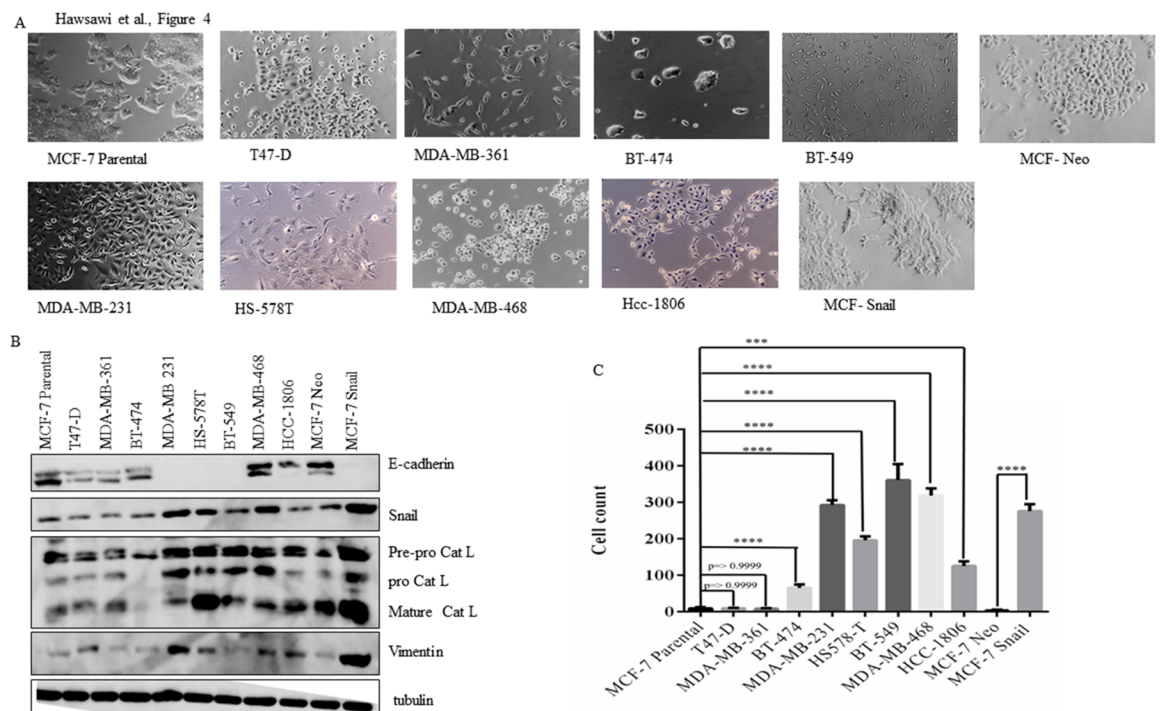 Hawsawi et al., Figure 4
A
MCF-7 Parental
T47-D
MDA-MB-361
BT-474
BT-549
MCF- Neo
MDA-MB-231
HS-578T
MDA-MB-468
Hcc-1806
MCF- Snail
B
MCF-7 Parental
T47-D
MDA-MB-361
BT-474
MDA-MB 231
HS-578T
BT-549
MDA-MB-468
HCC-1806
MCF-7 Neo
MCF-7 Snail
E-cadherin
Snail
Pre-pro Cat L
pro Cat L
Mature Cat L
Vimentin
tubulin
C
***
****
****
****
****
****
****
p=> 0.9999
p=> 0.9999
Cell count
500
400
300
200
100
0
MCF-7 Parental
T47-D
MDA-MB-361
BT-474
MDA-MB-231
HS578-T
BT-549
MDA-MB-468
HCC-1806
MCF-7 Neo
MCF-7 Snail